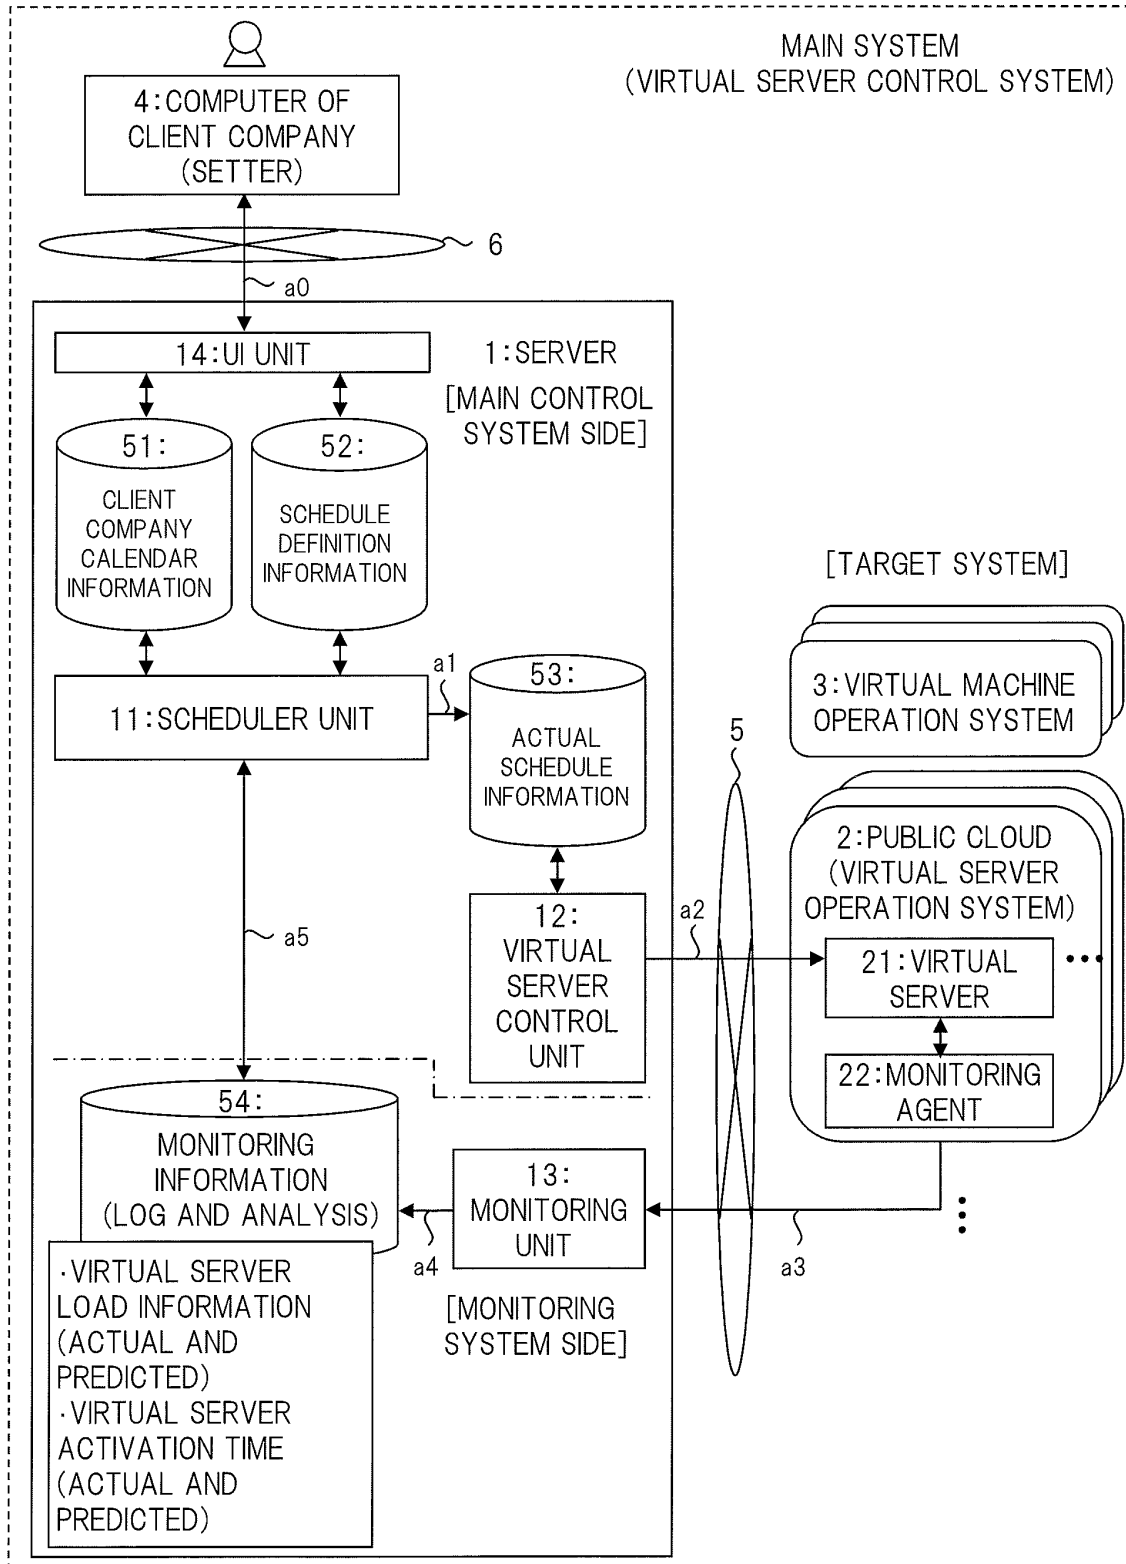 MAIN SYSTEM
(VIRTUAL SERVER CONTROL SYSTEM)
4:COMPUTER OF
CLIENT COMPANY
(SETTER)
6
a0
14:UI UNIT
1:SERVER
[MAIN CONTROL
SYSTEM SIDE]
51:
CLIENT
COMPANY
CALENDAR
INFORMATION
52:
SCHEDULE
DEFINITION
INFORMATION
11:SCHEDULER UNIT
a1
53:
ACTUAL
SCHEDULE
INFORMATION
12:
VIRTUAL
SERVER
CONTROL
UNIT
a5
a2
5
[TARGET SYSTEM]
3:VIRTUAL MACHINE
OPERATION SYSTEM
2:PUBLIC CLOUD
(VIRTUAL SERVER
OPERATION SYSTEM)
21:VIRTUAL
SERVER
22:MONITORING
AGENT
54:
MONITORING
INFORMATION
(LOG AND ANALYSIS)
a4
13:
MONITORING
UNIT
a3
[MONITORING
SYSTEM SIDE]
·VIRTUAL SERVER
LOAD INFORMATION
(ACTUAL AND
PREDICTED)
·VIRTUAL SERVER
ACTIVATION TIME
(ACTUAL AND
PREDICTED)